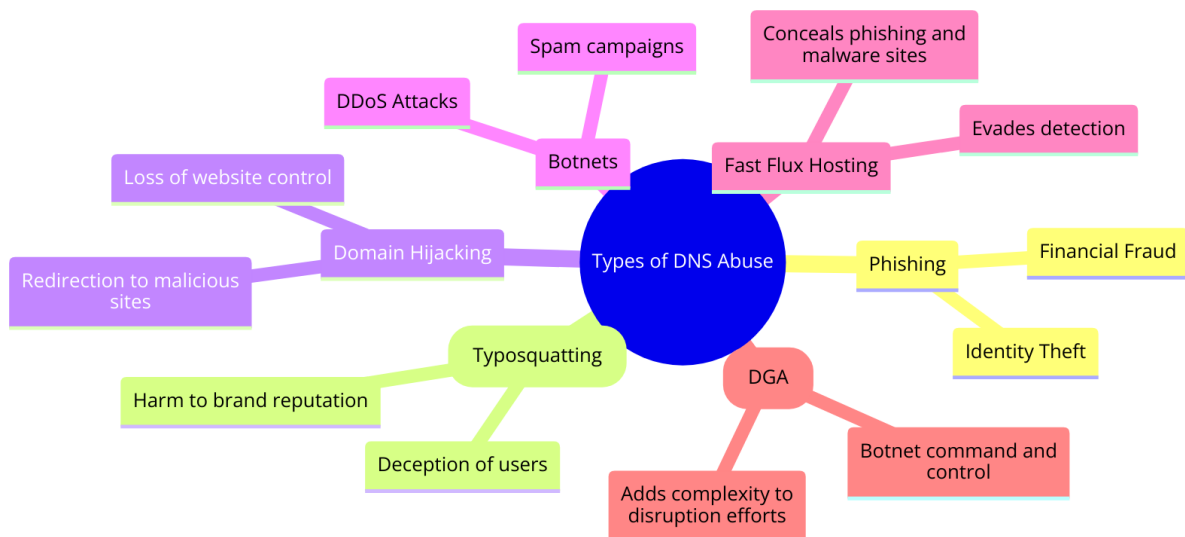 Conceals phishing and
malware sites
Spam campaigns
DDoS Attacks
Evades detection
Botnets
Fast Flux Hosting
Loss of website control
Domain Hijacking
Types of DNS Abuse
Phishing
Financial Fraud
Redirection to malicious
sites
Typosquatting
Identity Theft
DGA
Harm to brand reputation
Deception of users
Botnet command and
control
Adds complexity to
disruption efforts